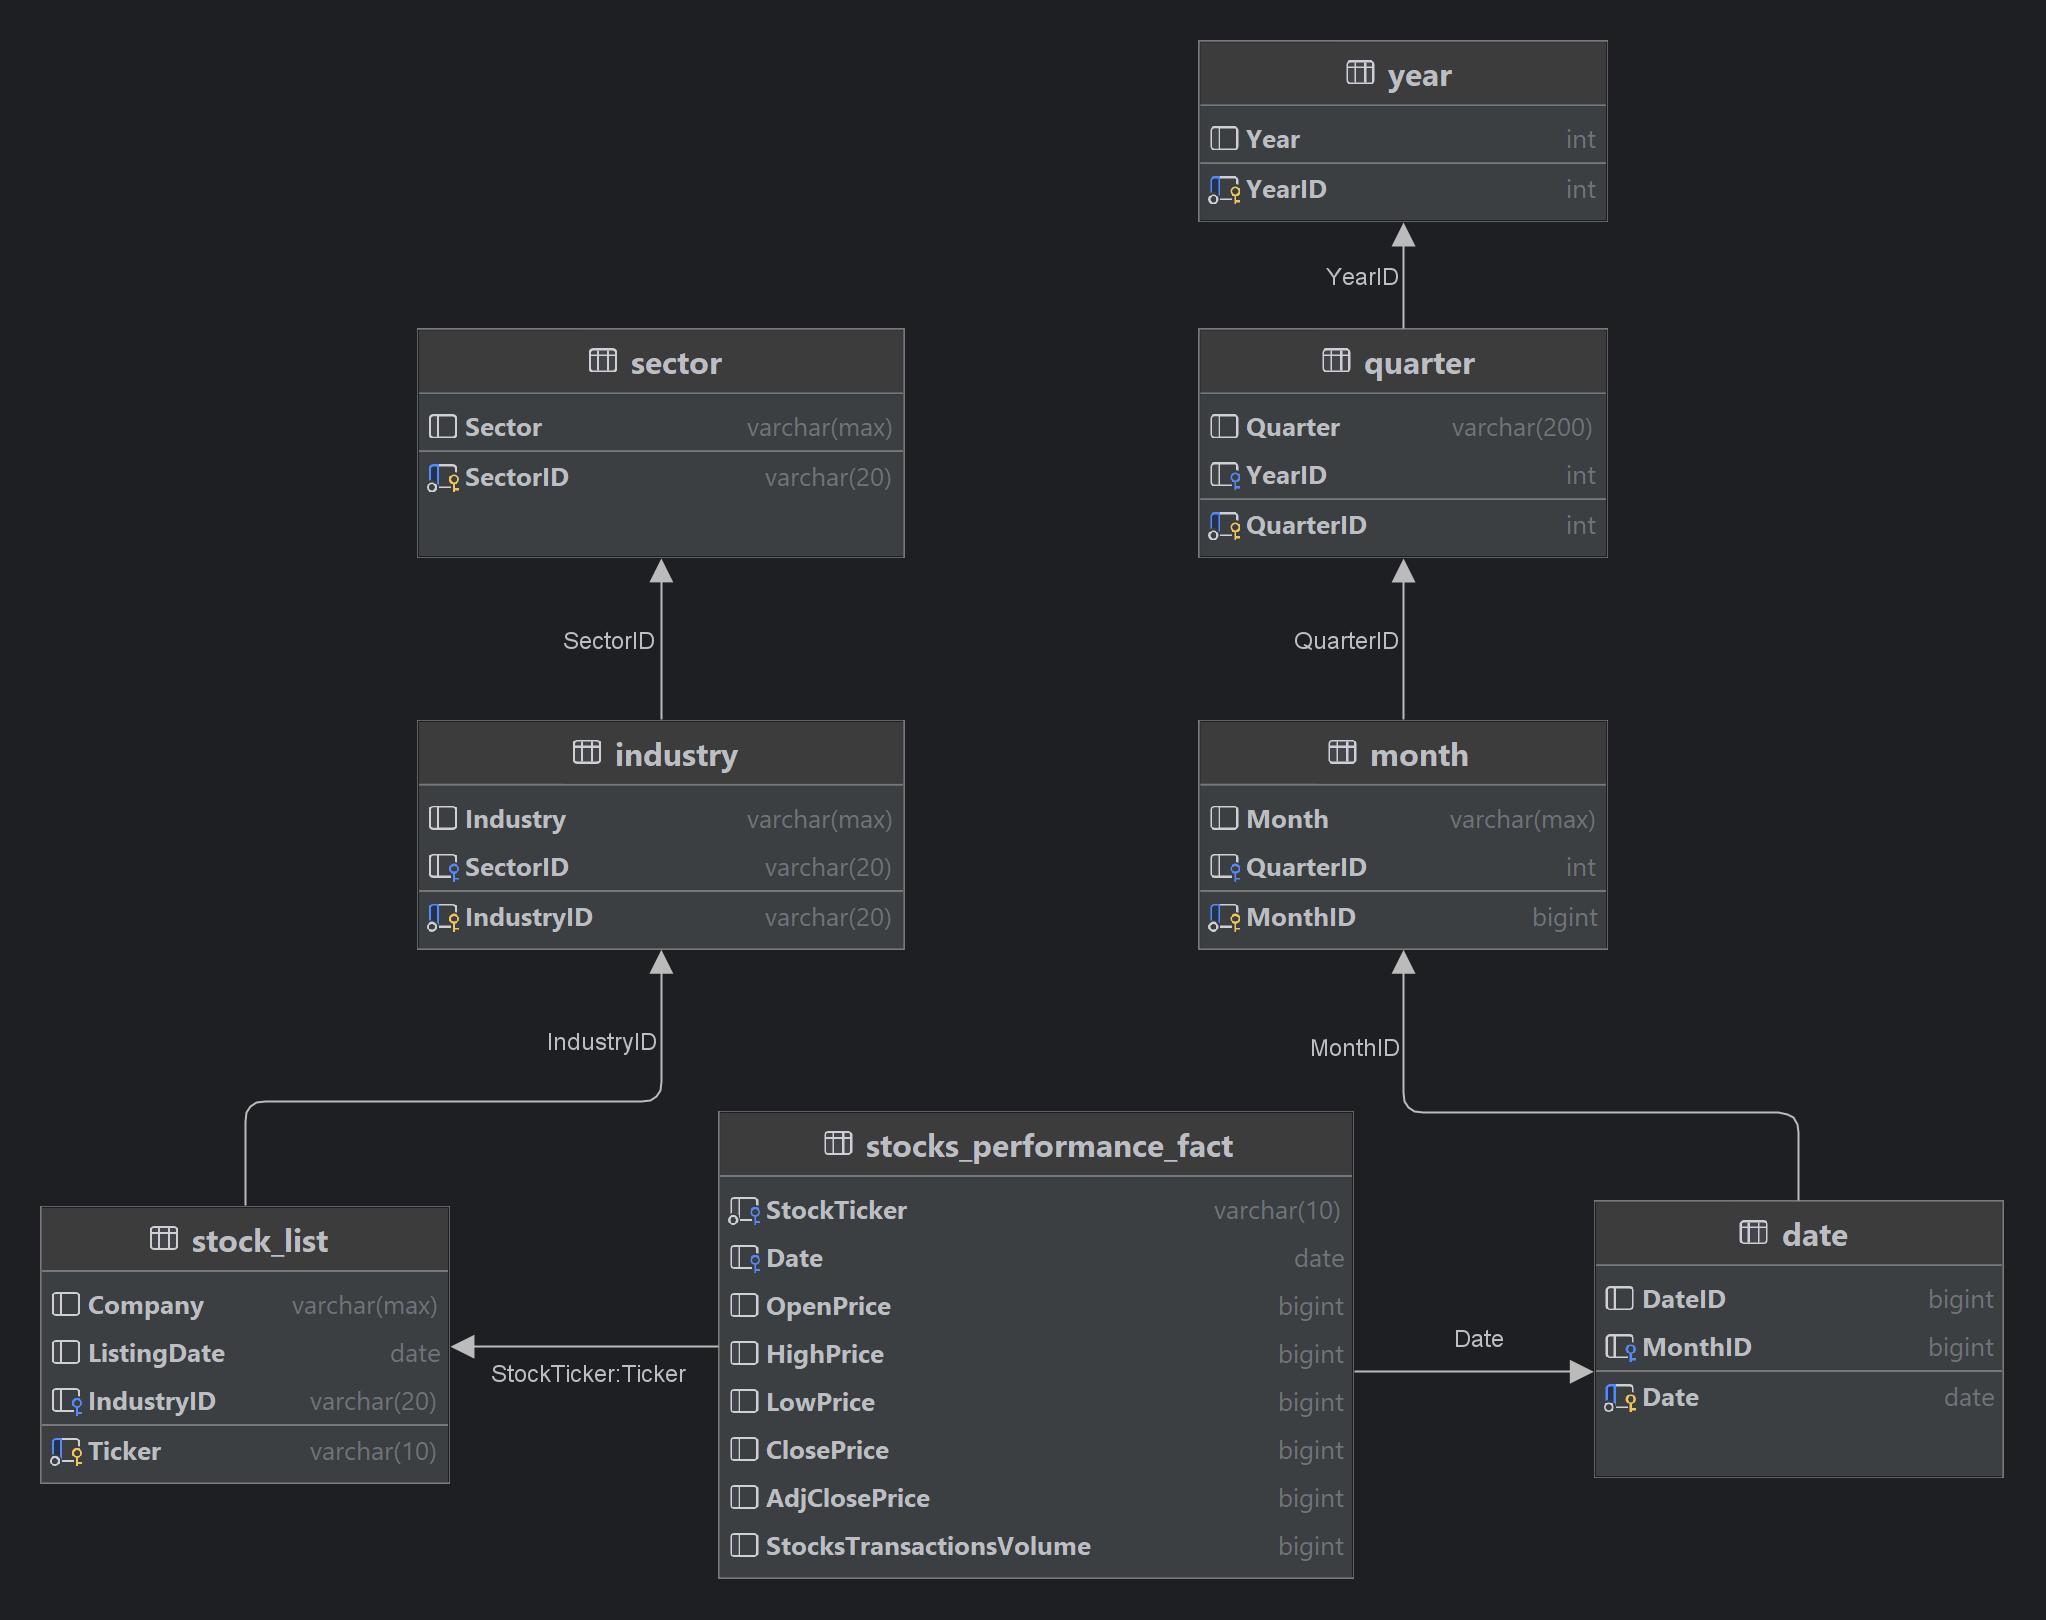 year
Year int
YearID int
YearID
sector
Sector varchar(max)
SectorID varchar(20)
quarter
Quarter varchar(200)
YearID int
QuarterID int
SectorID
QuarterID
industry
Industry varchar(max)
SectorID varchar(20)
IndustryID varchar(20)
month
Month varchar(max)
QuarterID int
MonthID bigint
IndustryID
MonthID
stock_list
Company varchar(max)
ListingDate date
IndustryID varchar(20)
Ticker varchar(10)
StockTicker:Ticker
stocks_performance_fact
StockTicker varchar(10)
Date date
OpenPrice bigint
HighPrice bigint
LowPrice bigint
ClosePrice bigint
AdjClosePrice bigint
StocksTransactionsVolume bigint
Date
date
DateID bigint
MonthID bigint
Date date